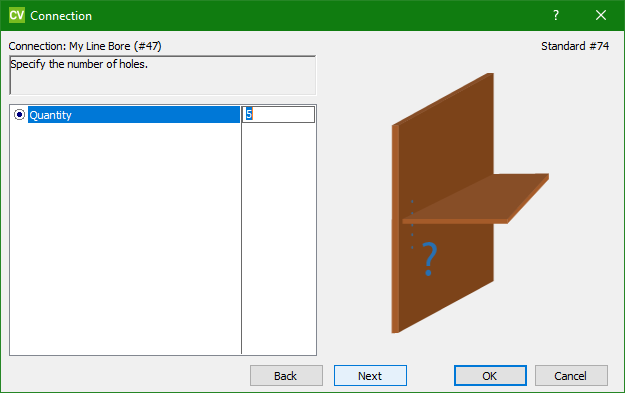 CV Connection ?
Connection: My Line Bore (#47) Standard #74
Specify the number of holes.
Quantity 5
?
Back Next OK Cancel